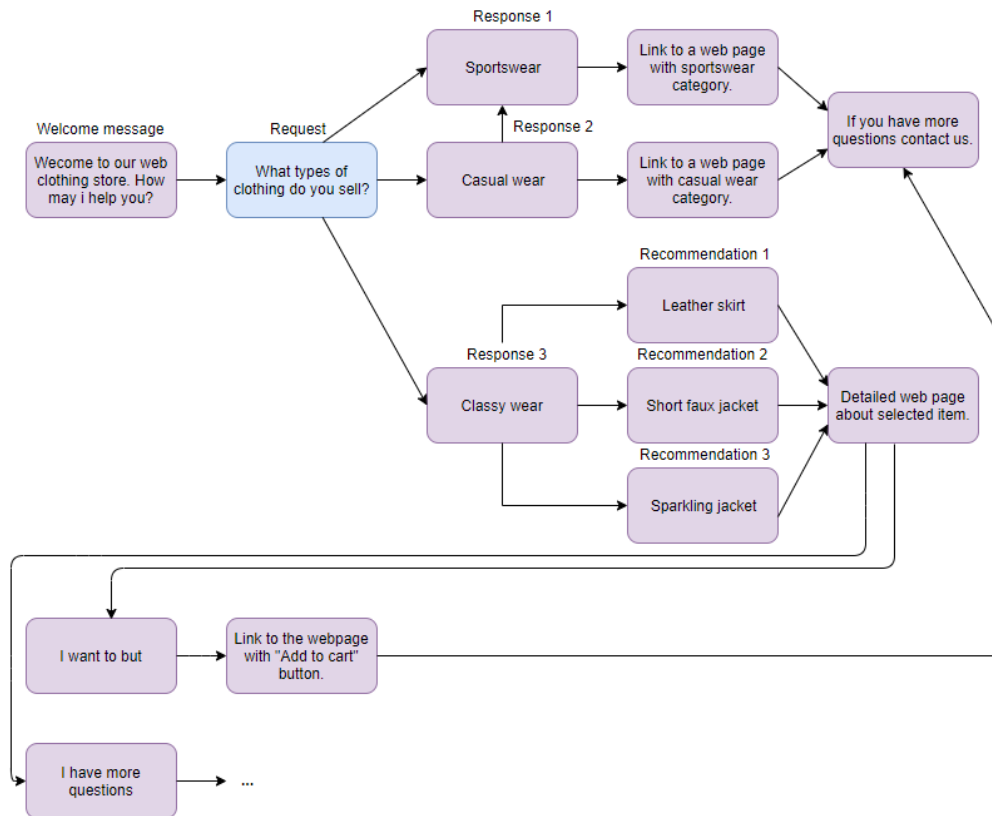 Response 1
Sportswear
Link to a web page
with sportswear
category.
Welcome message
Request
Response 2
If you have more
questions contact us.
Wecome to our web
clothing store. How
may i help you?
What types of
clothing do you sell?
Casual wear
Link to a web page
with casual wear
category.
Recommendation 1
Leather skirt
Response 3
Recommendation 2
Classy wear
Short faux jacket
Detailed web page
about selected item.
Recommendation 3
Sparkling jacket
I want to but
Link to the webpage
with "Add to cart"
button.
I have more
questions
...